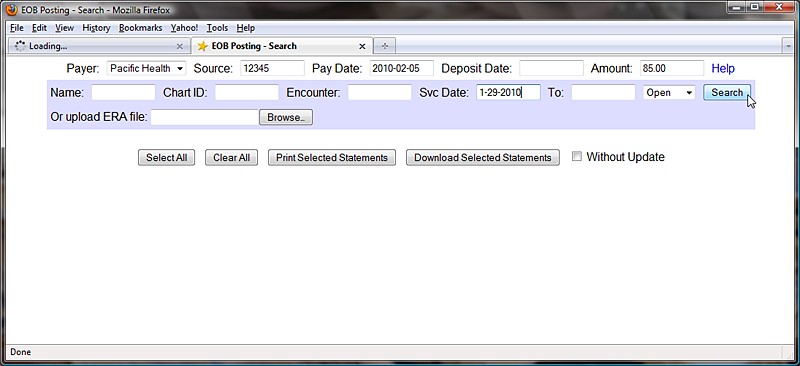 EOB Posting - Search - Mozilla Firefox
File Edit View History Bookmarks Yahoo! Tools Help
Loading... EOB Posting - Search
Payer: Pacific Health Source: 12345 Pay Date: 2010-02-05 Deposit Date: Amount: 85.00 Help
Name: Chart ID: Encounter: Svc Date: 1-29-2010 To: Open Search
Or upload ERA file: Browse..
Select All Clear All Print Selected Statements Download Selected Statements Without Update
Done